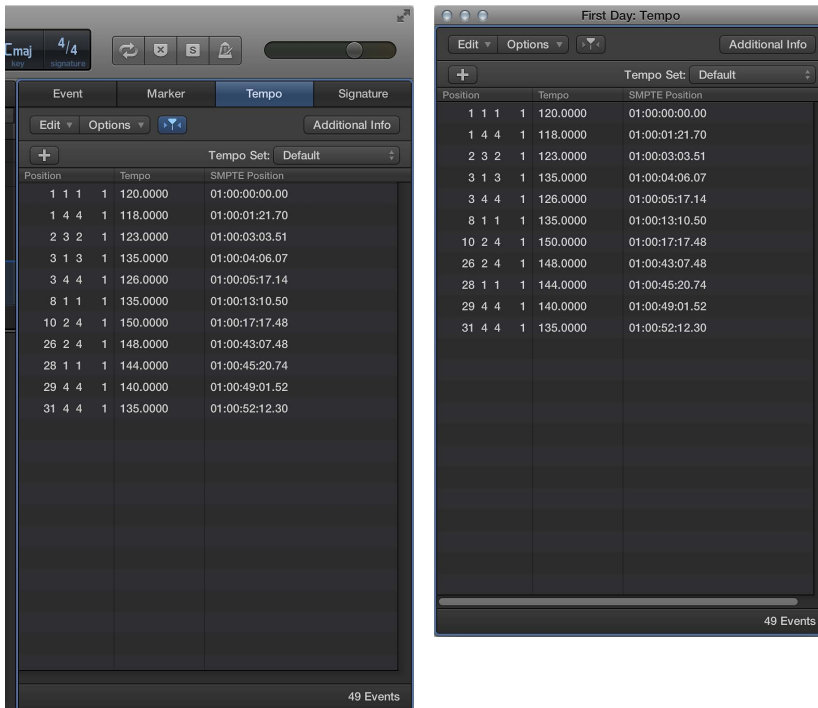 4/4
maj
key signature
Event Marker Tempo Signature
Edit Options Additional Info
Tempo Set: Default
Position Tempo SMPTE Position
1 1 1 1 120.0000 01:00:00:00.00
1 4 4 1 118.0000 01:00:01:21.70
2 3 2 1 123.0000 01:00:03:03.51
3 1 3 1 135.0000 01:00:04:06.07
3 4 4 1 126.0000 01:00:05:17.14
8 1 1 1 135.0000 01:00:13:10.50
10 2 4 1 150.0000 01:00:17:17.48
26 2 4 1 148.0000 01:00:43:07.48
28 1 1 1 144.0000 01:00:45:20.74
29 4 4 1 140.0000 01:00:49:01.52
31 4 4 1 135.0000 01:00:52:12.30
49 Events
First Day: Tempo
Edit Options Additional Info
Tempo Set: Default
Position Tempo SMPTE Position
1 1 1 1 120.0000 01:00:00:00.00
1 4 4 1 118.0000 01:00:01:21.70
2 3 2 1 123.0000 01:00:03:03.51
3 1 3 1 135.0000 01:00:04:06.07
3 4 4 1 126.0000 01:00:05:17.14
8 1 1 1 135.0000 01:00:13:10.50
10 2 4 1 150.0000 01:00:17:17.48
26 2 4 1 148.0000 01:00:43:07.48
28 1 1 1 144.0000 01:00:45:20.74
29 4 4 1 140.0000 01:00:49:01.52
31 4 4 1 135.0000 01:00:52:12.30
49 Events